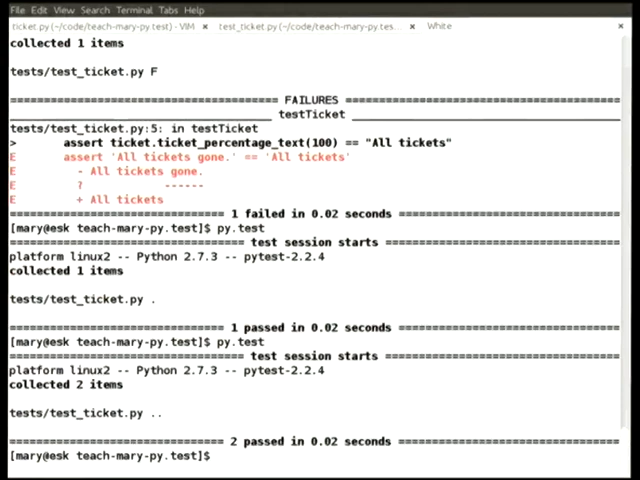 File Edit View Search Terminal Tabs Help
ticket.py (~/code/teach-mary-py.test) - VIM × test_ticket.py (~/code/teach-mary-py.tes... × White ×
collected 1 items
tests/test_ticket.py F
========================================= FAILURES =========================================
________________________________________ testTicket ________________________________________
tests/test_ticket.py:5: in testTicket
> assert ticket.ticket_percentage_text(100) == "All tickets"
E assert 'All tickets gone.' == 'All tickets'
E - All tickets gone.
E ? ------
E + All tickets
================================= 1 failed in 0.02 seconds =================================
[mary@esk teach-mary-py.test]$ py.test
=================================== test session starts ====================================
platform linux2 -- Python 2.7.3 -- pytest-2.2.4
collected 1 items
tests/test_ticket.py .
================================= 1 passed in 0.02 seconds =================================
[mary@esk teach-mary-py.test]$ py.test
=================================== test session starts ====================================
platform linux2 -- Python 2.7.3 -- pytest-2.2.4
collected 2 items
tests/test_ticket.py ..
================================= 2 passed in 0.02 seconds =================================
[mary@esk teach-mary-py.test]$